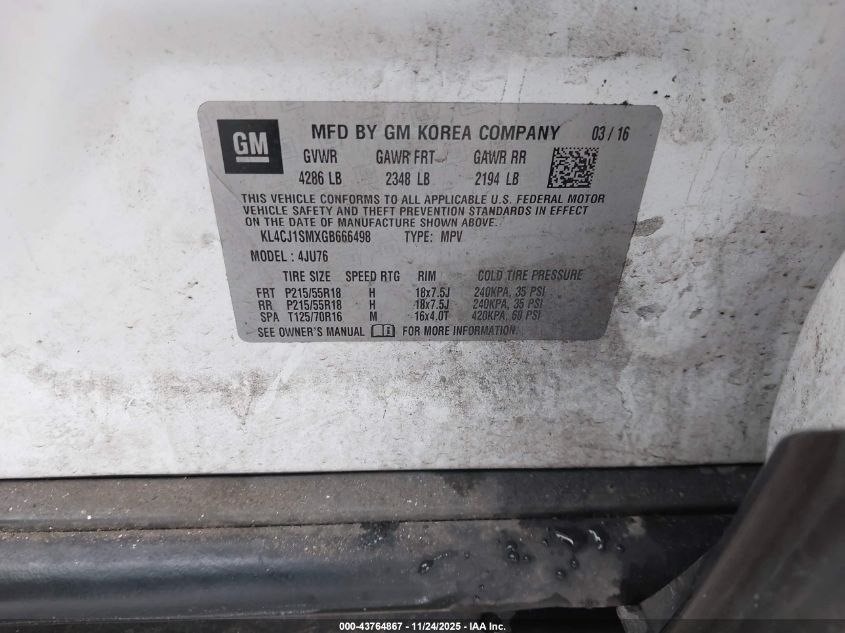 GM
MFD BY GM KOREA COMPANY 03/16
GVWR GAWR FRT GAWR RR
4286 LB 2348 LB 2194 LB
THIS VEHICLE CONFORMS TO ALL APPLICABLE U.S. FEDERAL MOTOR
VEHICLE SAFETY AND THEFT PREVENTION STANDARDS IN EFFECT
ON THE DATE OF MANUFACTURE SHOWN ABOVE.
KL4CJ1SMXGB666498 TYPE: MPV
MODEL : 4JU76
TIRE SIZE SPEED RTG RIM COLD TIRE PRESSURE
FRT P215/55R18 H 18x7.5J 240KPA, 35 PSI
RR P215/55R18 H 18x7.5J 240KPA, 35 PSI
SPA T125/70R16 M 16x4.0T 420KPA, 60 PSI
SEE OWNER'S MANUAL FOR MORE INFORMATION.
000-43764867 - 11/24/2025 - IAA Inc.